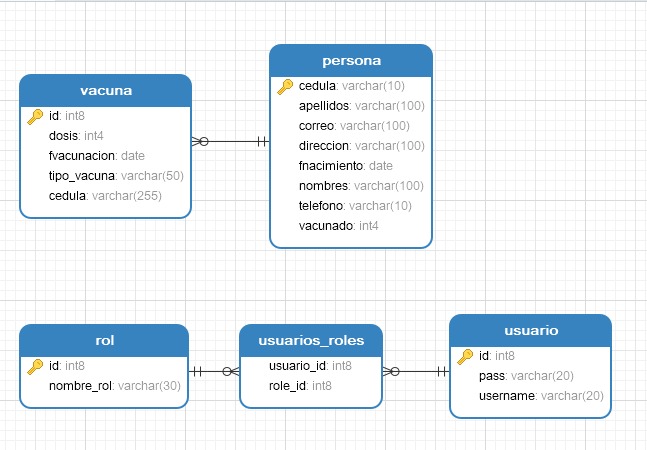 persona
cedula: varchar(10)
apellidos: varchar(100)
correo: varchar(100)
direccion: varchar(100)
fnacimiento: date
nombres: varchar(100)
telefono: varchar(10)
vacunado: int4
vacuna
id: int8
dosis: int4
fvacunacion: date
tipo_vacuna: varchar(50)
cedula: varchar(255)
rol
id: int8
nombre_rol: varchar(30)
usuarios_roles
usuario_id: int8
role_id: int8
usuario
id: int8
pass: varchar(20)
username: varchar(20)